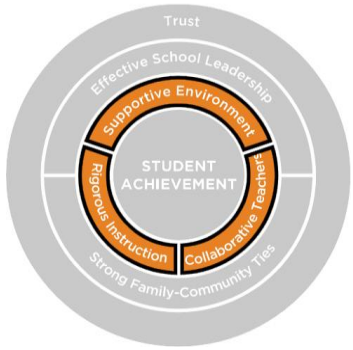 Trust
Effective School Leadership
Supportive Environment
STUDENT
ACHIEVEMENT
Rigorous Instruction
Collaborative Teachers
Strong Family-Community Ties